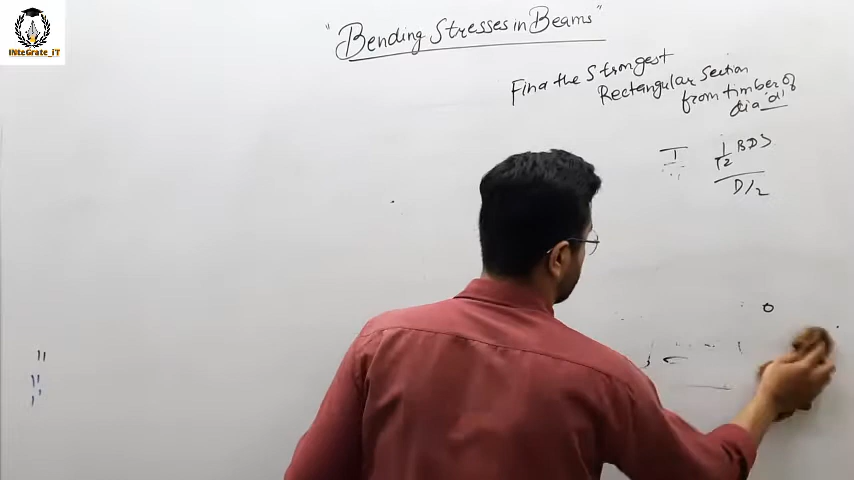 INteGrate_iT
"Bending Stresses in Beams"
Find the Strongest
Rectangular Section
from timber of
dia 'd'
I
1/12 BD3
D/2